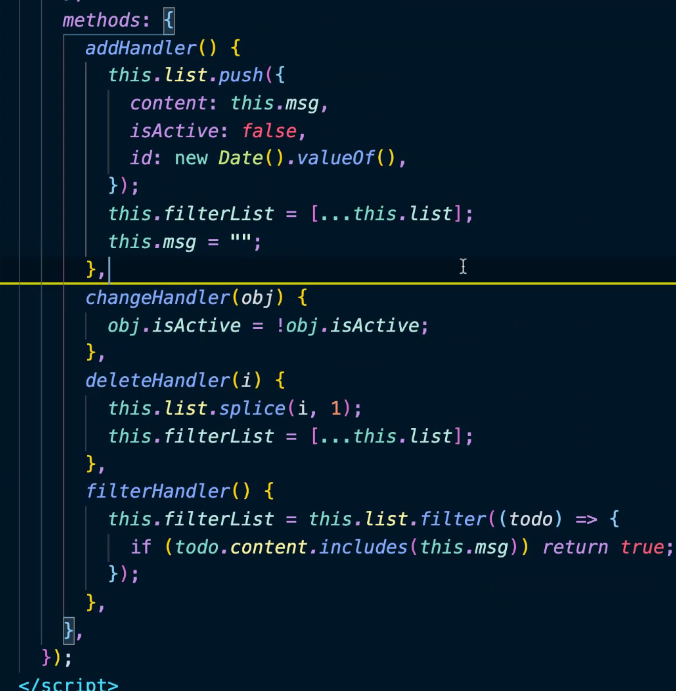 methods: {
addHandler() {
this.list.push({
content: this.msg,
isActive: false,
id: new Date().valueOf(),
});
this.filterList = [...this.list];
this.msg = "";
},
changeHandler(obj) {
obj.isActive = !obj.isActive;
},
deleteHandler(i) {
this.list.splice(i, 1);
this.filterList = [...this.list];
},
filterHandler() {
this.filterList = this.list.filter((todo) => {
if (todo.content.includes(this.msg)) return true;
});
},
},
});
</script>